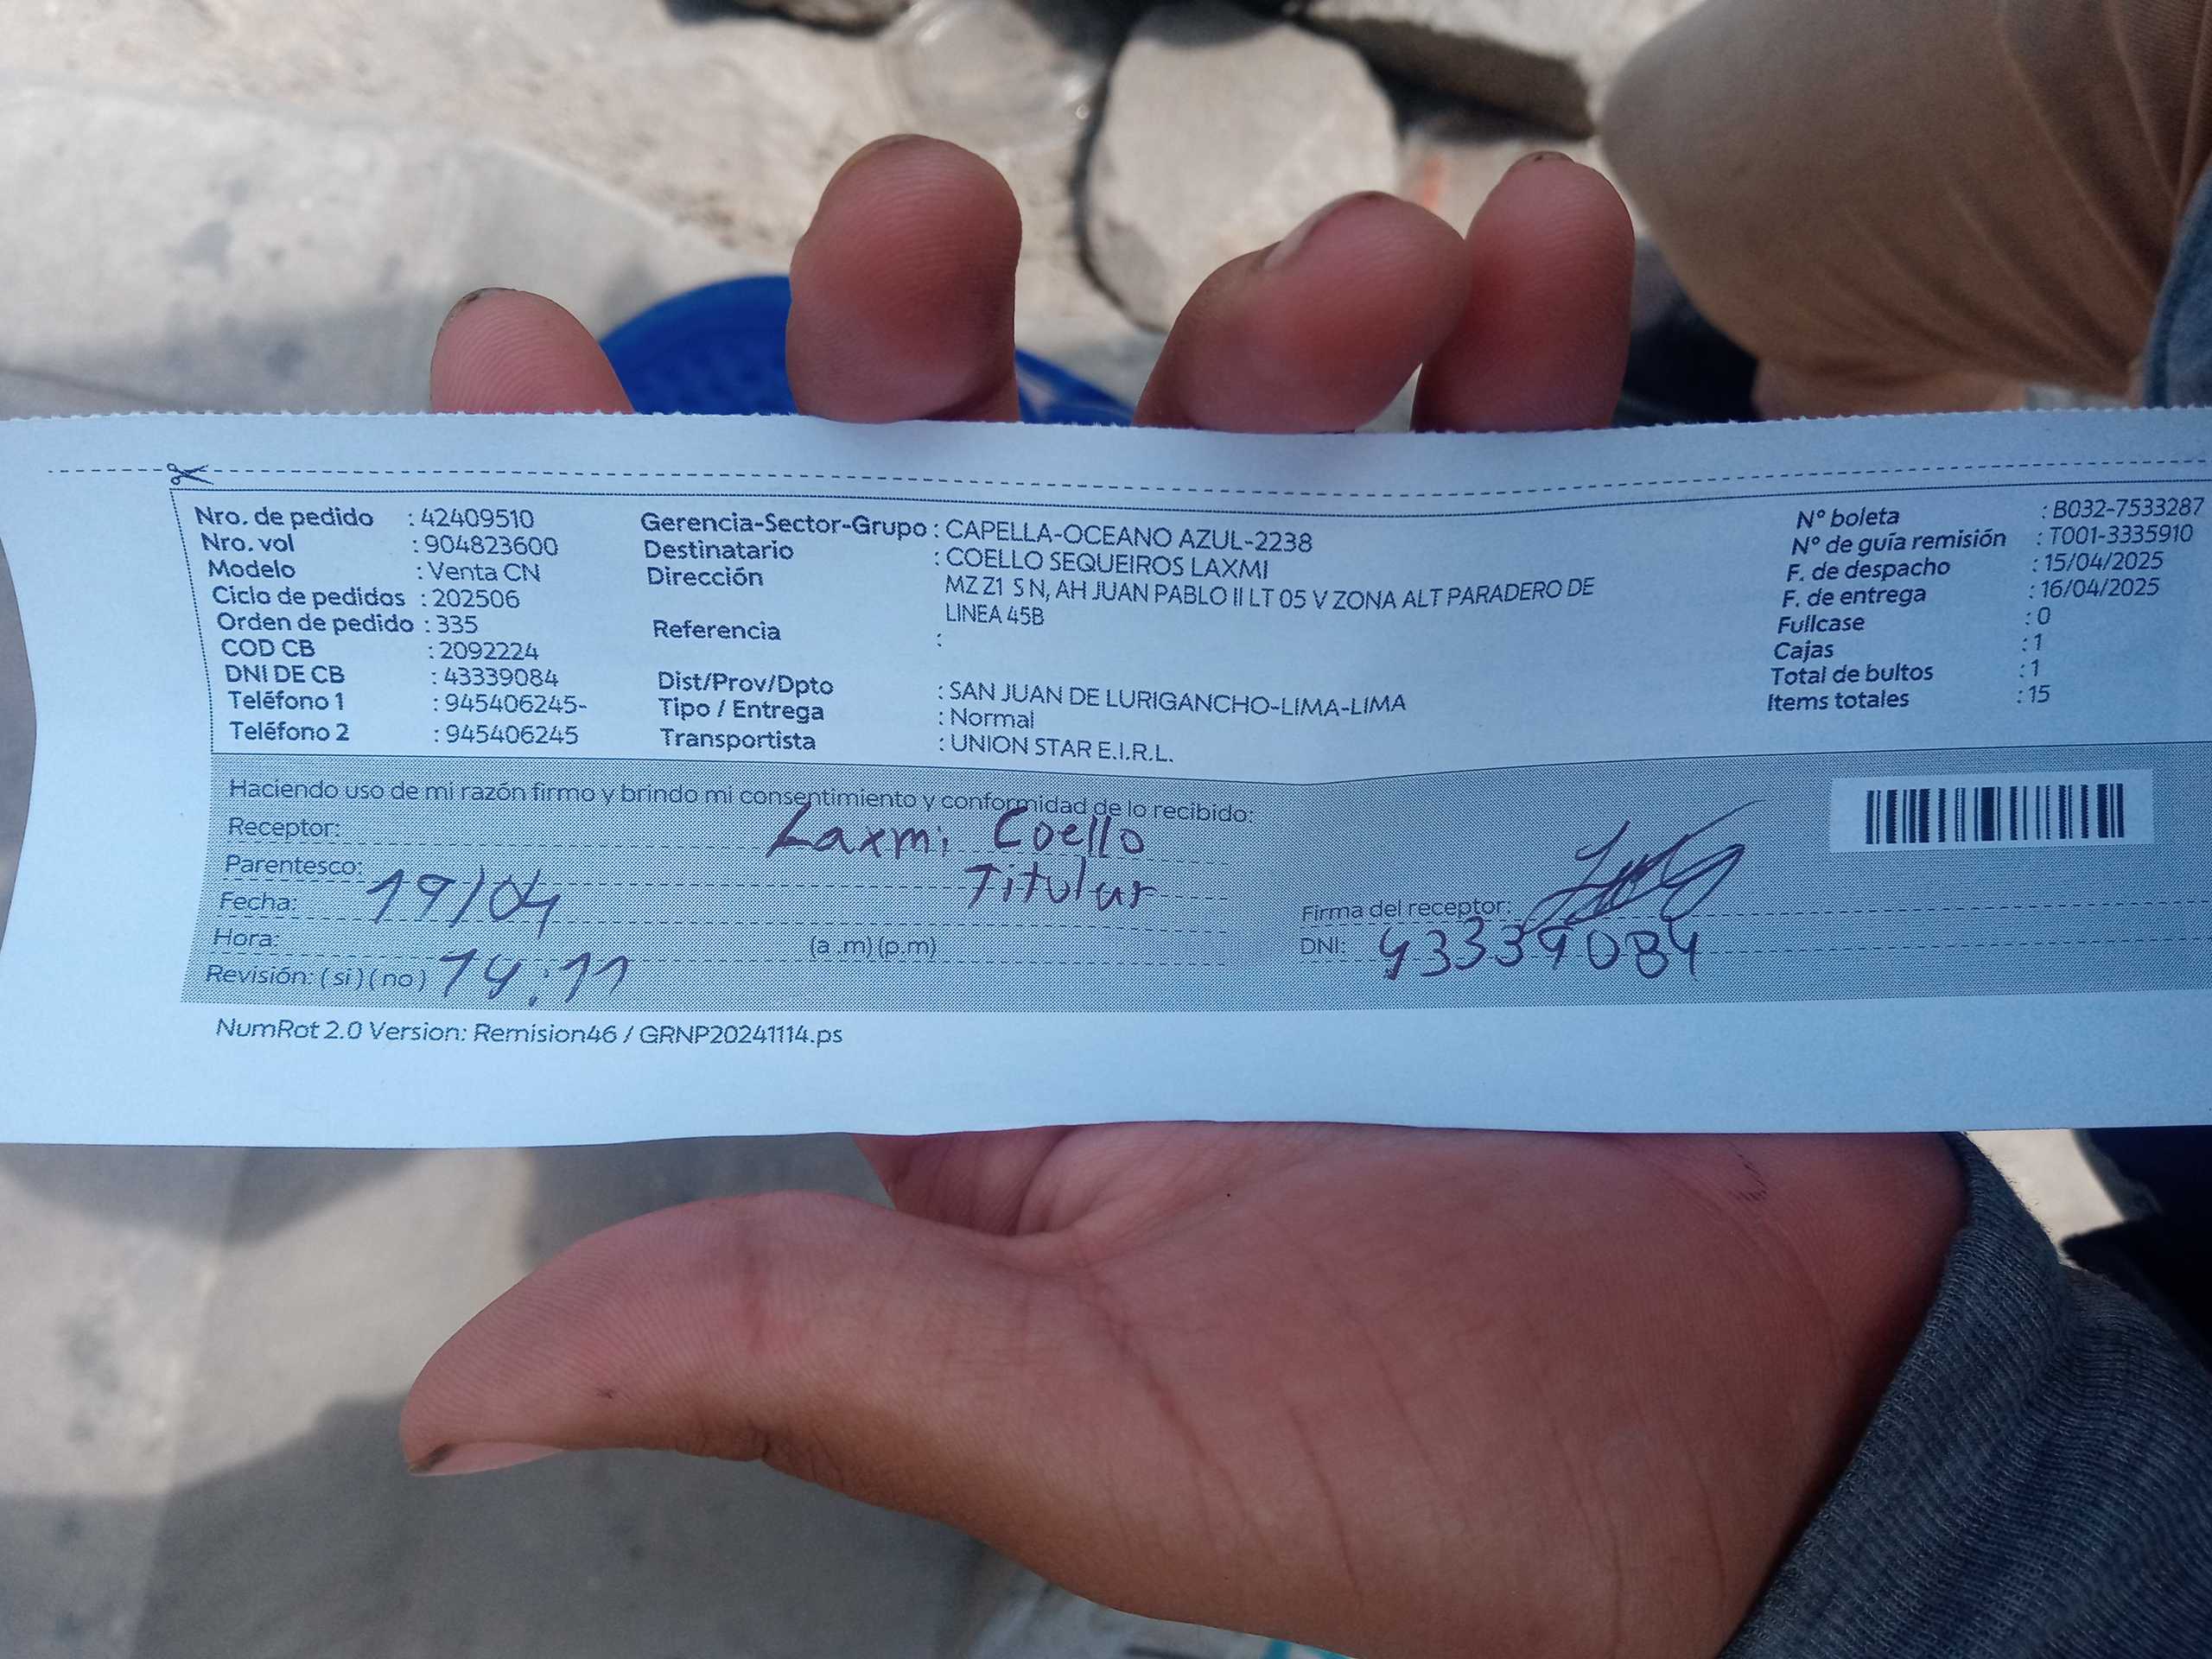 Nro. de pedido : 42409510
Nro. vol : 904823600
Modelo : Venta CN
Ciclo de pedidos : 202506
Orden de pedido : 335
COD CB : 2092224
DNI DE CB : 43339084
Teléfono 1 : 945406245-
Teléfono 2 : 945406245
Gerencia-Sector-Grupo : CAPELLA-OCEANO AZUL-2238
Destinatario : COELLO SEQUEIROS LAXMI
Dirección MZ Z1 S N, AH JUAN PABLO II LT 05 V ZONA ALT PARADERO DE
LINEA 45B
Referencia :
Dist/Prov/Dpto : SAN JUAN DE LURIGANCHO-LIMA-LIMA
Tipo / Entrega : Normal
Transportista : UNION STAR E.I.R.L.
N° boleta : B032-7533287
N° de guía remisión : T001-3335910
F. de despacho : 15/04/2025
F. de entrega : 16/04/2025
Fullcase : 0
Cajas : 1
Total de bultos : 1
Items totales : 15
Haciendo uso de mi razón firmo y brindo mi consentimiento y conformidad de lo recibido:
Receptor: Laxmi Coello
Parentesco: Titular
Fecha: 19/04
Hora: (a .m) (p.m)
Revisión: ( si ) ( no ) 14:11
Firma del receptor:
DNI: 43339084
NumRot 2.0 Version: Remision46 / GRNP20241114.ps